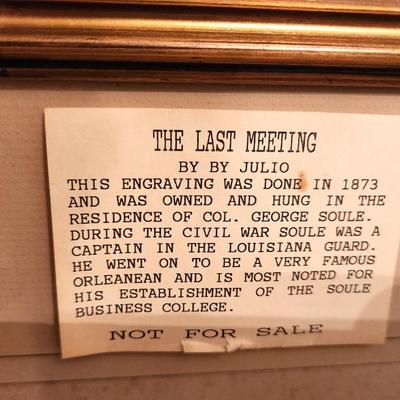 THE LAST MEETING
BY BY JULIO
THIS ENGRAVING WAS DONE IN 1873
AND WAS OWNED AND HUNG IN THE
RESIDENCE OF COL. GEORGE SOULE.
DURING THE CIVIL WAR SOULE WAS A
CAPTAIN IN THE LOUISIANA GUARD.
HE WENT ON TO BE A VERY FAMOUS
ORLEANEAN AND IS MOST NOTED FOR
HIS ESTABLISHMENT OF THE SOULE
BUSINESS COLLEGE.
NOT FOR SALE